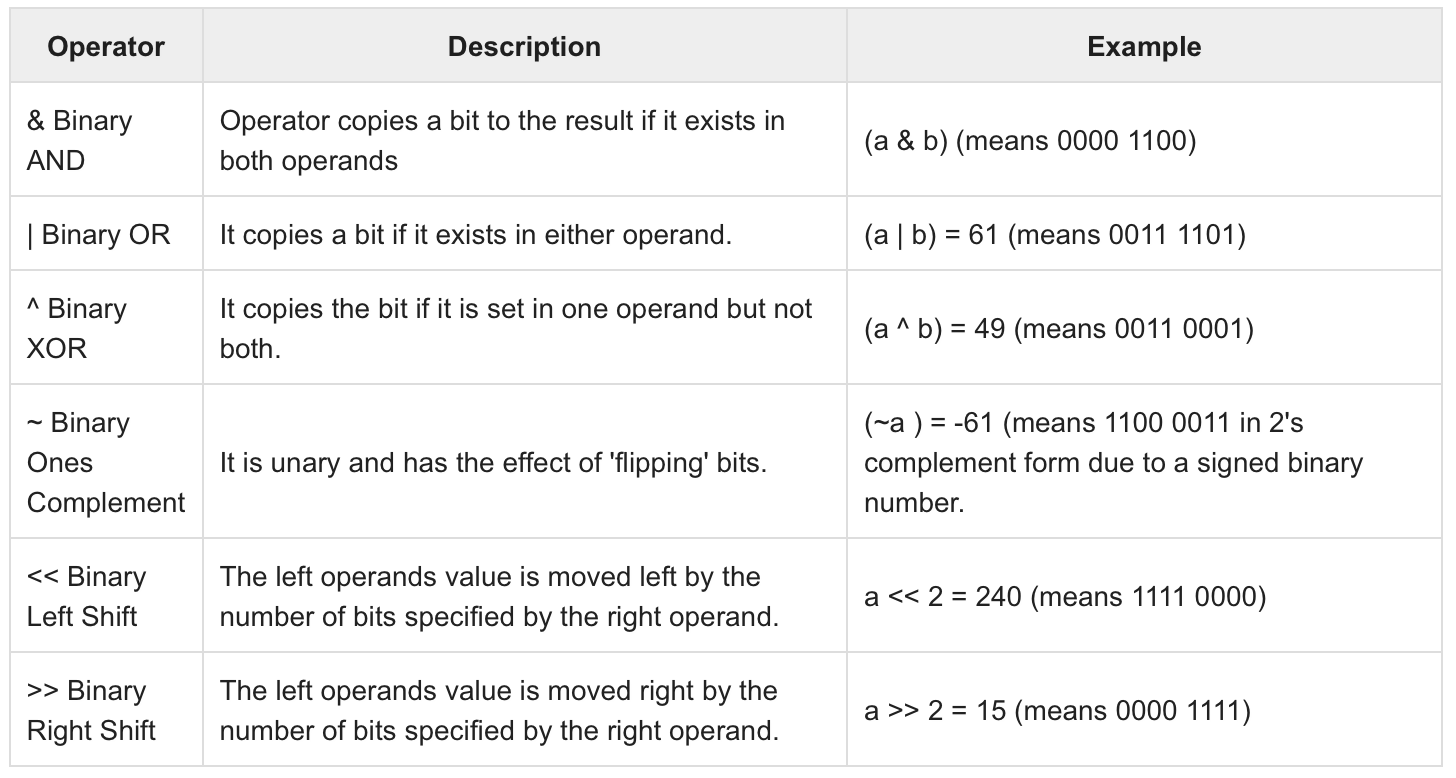 Operator Description Example
& Binary
AND
Operator copies a bit to the result if it exists in
both operands
(a & b) (means 0000 1100)
| Binary OR
It copies a bit if it exists in either operand.
(a | b) = 61 (means 0011 1101)
^ Binary
XOR
It copies the bit if it is set in one operand but not
both.
(a ^ b) = 49 (means 0011 0001)
~ Binary
Ones
Complement
It is unary and has the effect of 'flipping' bits.
(~a ) = -61 (means 1100 0011 in 2's
complement form due to a signed binary
number.
<< Binary
Left Shift
The left operands value is moved left by the
number of bits specified by the right operand.
a << 2 = 240 (means 1111 0000)
>> Binary
Right Shift
The left operands value is moved right by the
number of bits specified by the right operand.
a >> 2 = 15 (means 0000 1111)